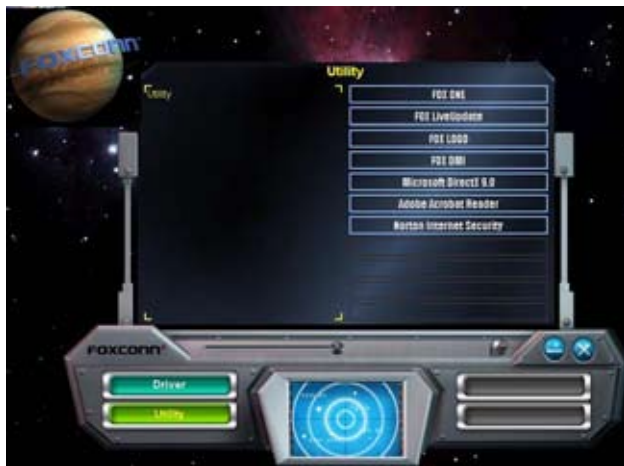 FOXCONN
Utility
Utility
FOX ONE
FOX LiveUpdate
FOX LOGO
FOX DMI
Microsoft DirectX 9.0
Adobe Acrobat Reader
Norton Internet Security
FOXCONN
Driver
Utility